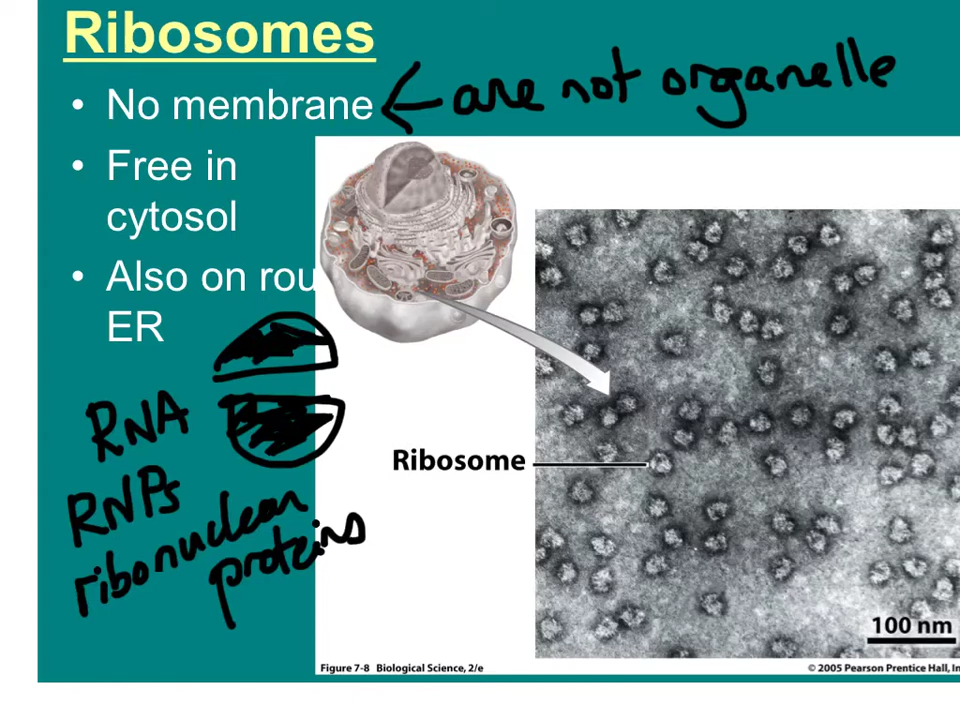 Ribosomes
• No membrane
are not organelle
• Free in
cytosol
• Also on rou
ER
RNA
RNPs
ribonuclear
proteins
Ribosome
100 nm
Figure 7-8 Biological Science, 2/e
© 2005 Pearson Prentice Hall, In